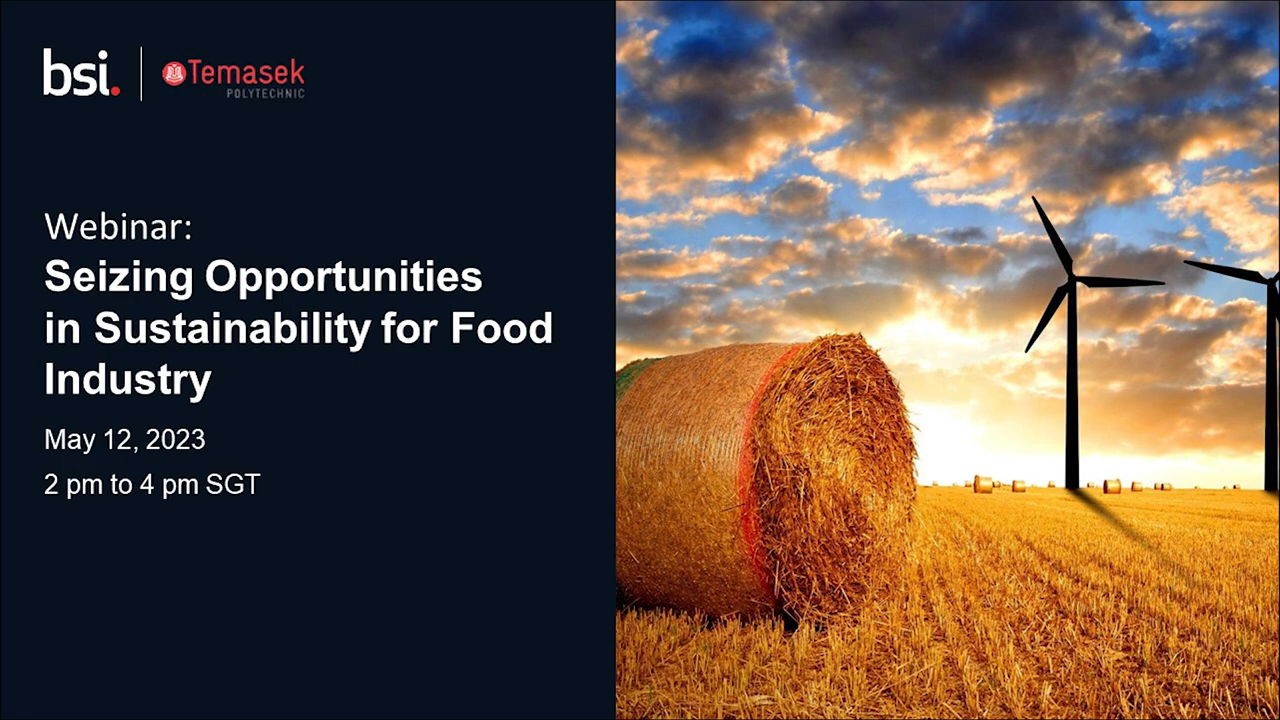 bsi.
Temasek
POLYTECHNIC
Webinar:
Seizing Opportunities
in Sustainability for Food
Industry
May 12, 2023
2 pm to 4 pm SGT